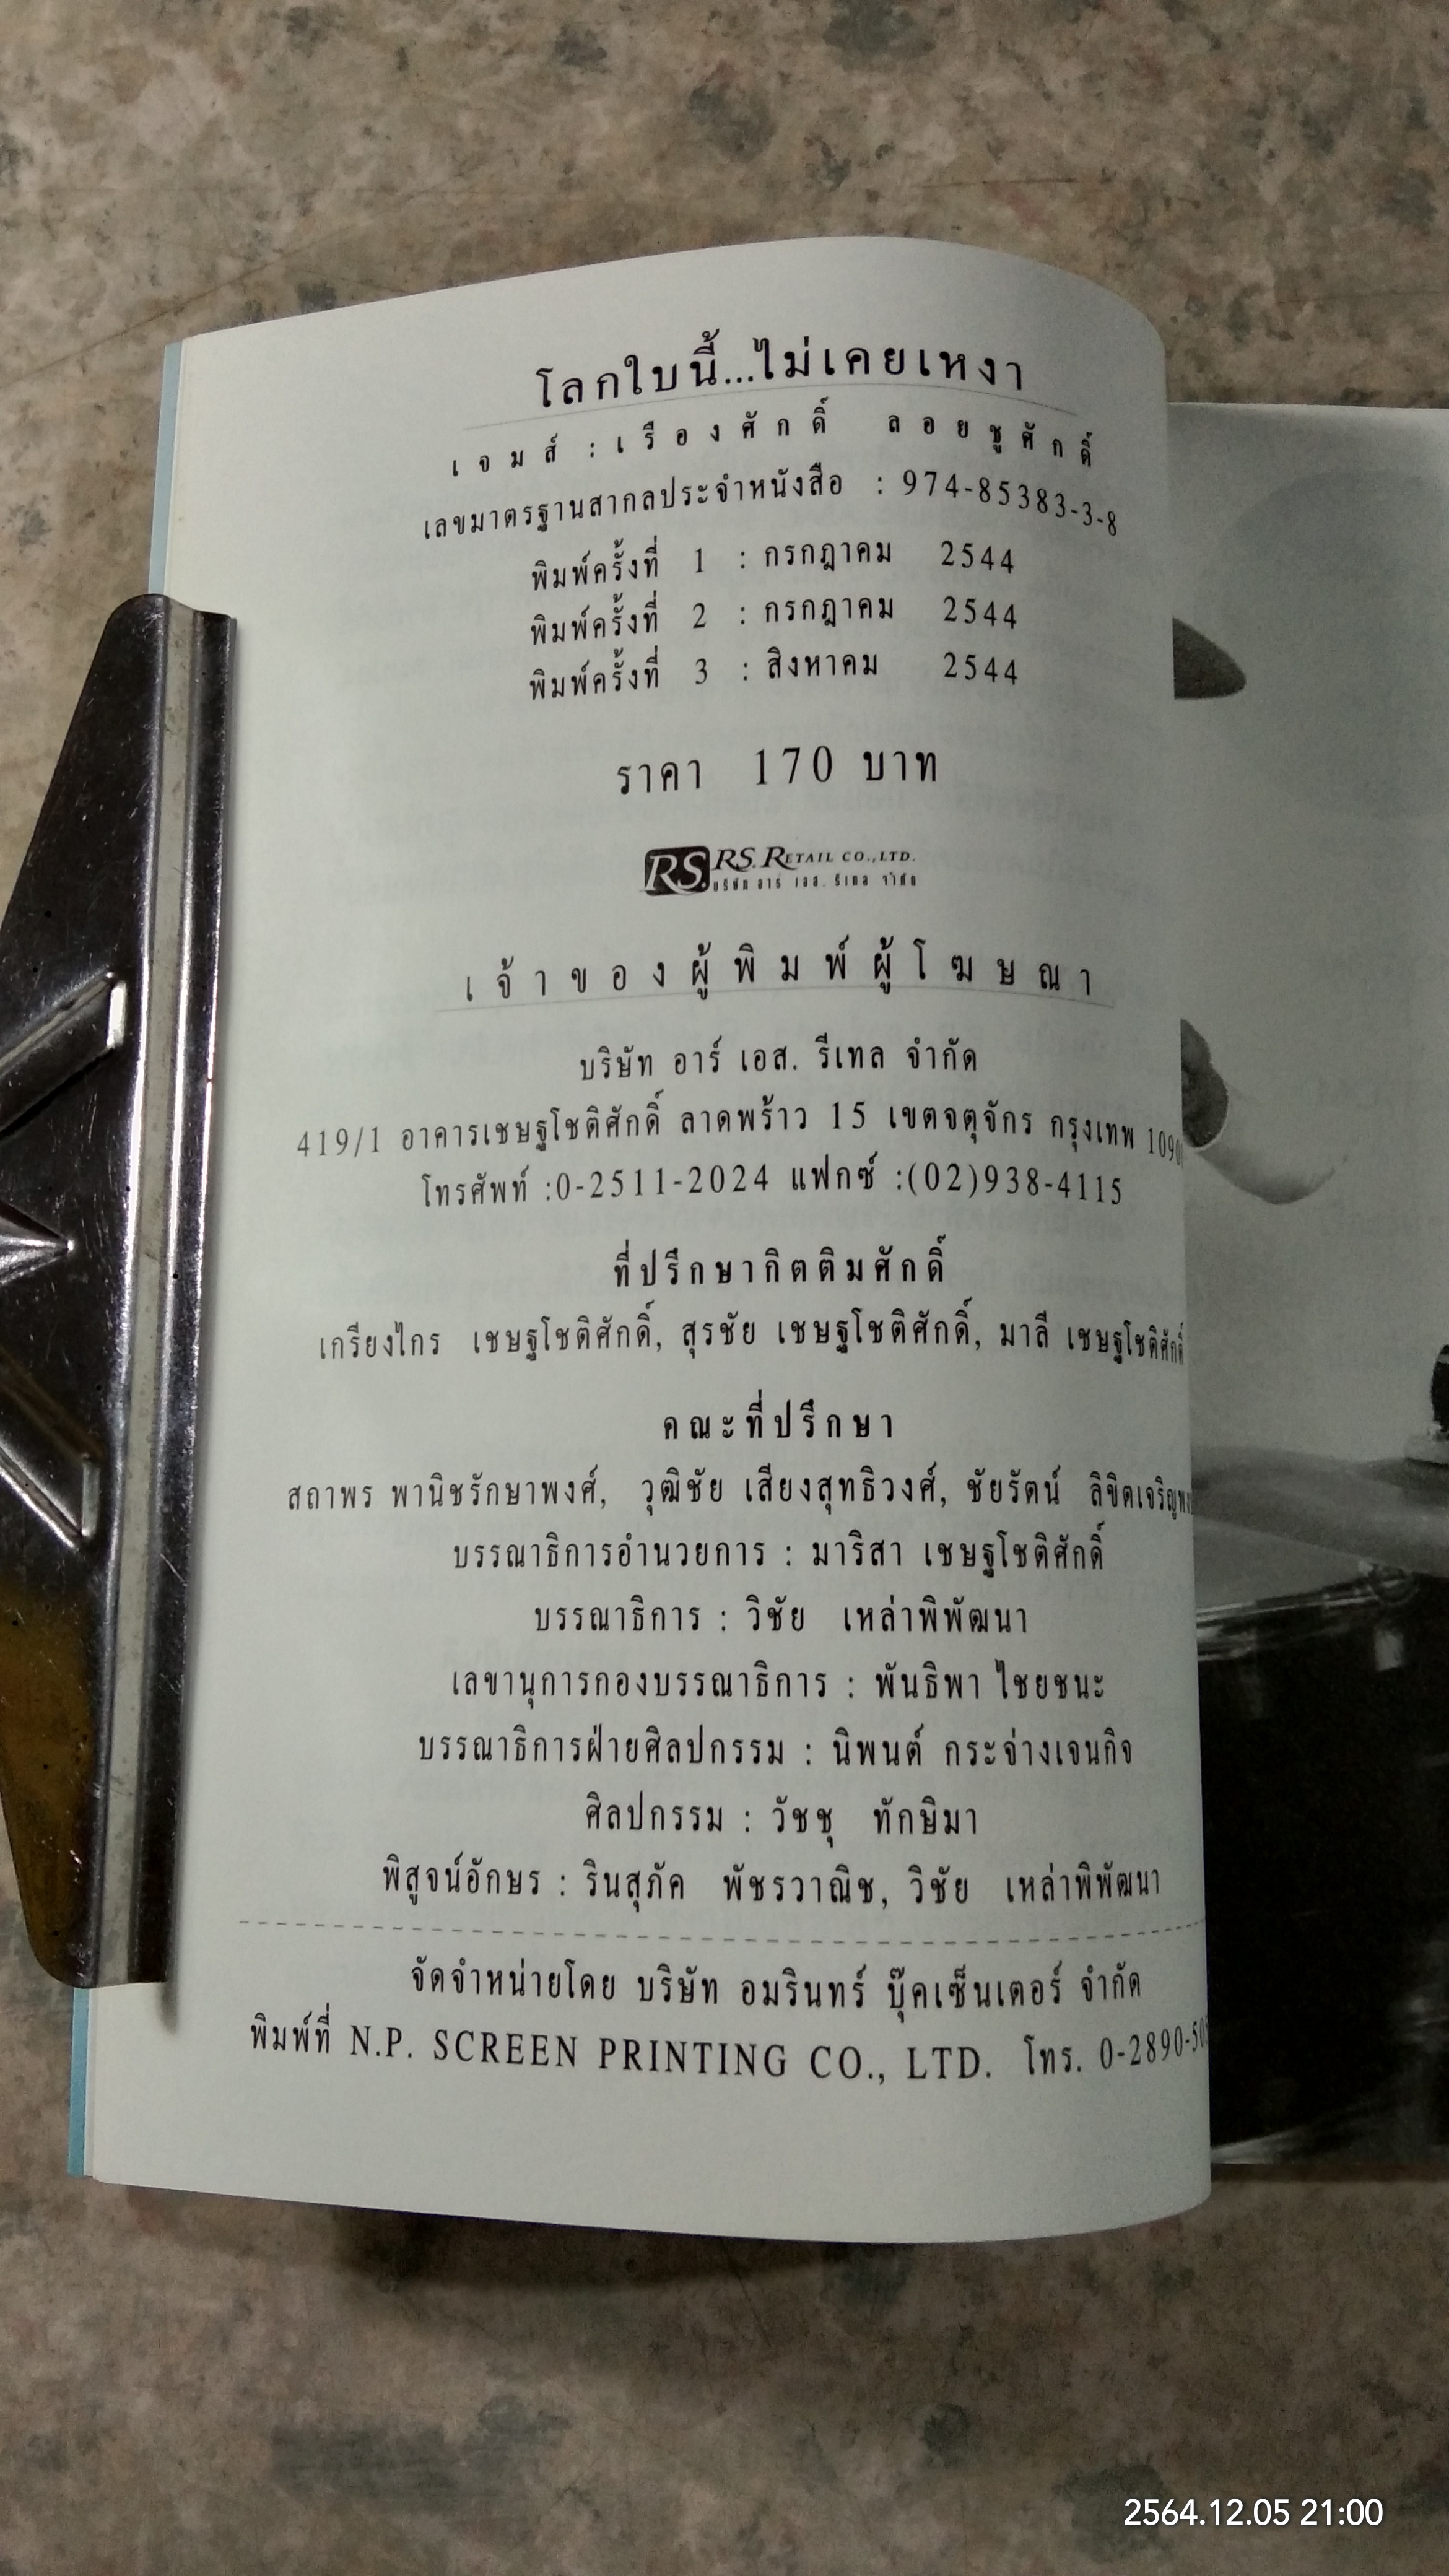 โลกใบนี้...ไม่เคยเหงา
เจมส์ : เรืองศักดิ์ ลอยชูศักดิ์
เลขมาตรฐานสากลประจำหนังสือ : 974-85383-3-8
พิมพ์ครั้งที่ 1 : กรกฎาคม 2544
พิมพ์ครั้งที่ 2 : กรกฎาคม 2544
พิมพ์ครั้งที่ 3 : สิงหาคม 2544
ราคา 170 บาท
RS. RS. RETAIL CO.,LTD.
บริษัท อาร์ เอส. รีเทล จำกัด
เจ้าของผู้พิมพ์ผู้โฆษณา
บริษัท อาร์ เอส. รีเทล จำกัด
419/1 อาคารเชษฐโชติศักดิ์ ลาดพร้าว 15 เขตจตุจักร กรุงเทพ 1090
โทรศัพท์ :0-2511-2024 แฟกซ์ :(02)938-4115
ที่ปรึกษากิตติมศักดิ์
เกรียงไกร เชษฐโชติศักดิ์, สุรชัย เชษฐโชติศักดิ์, มาลี เชษฐโชติศักดิ์
คณะที่ปรึกษา
สถาพร พานิชรักษาพงศ์, วุฒิชัย เสียงสุทธิวงศ์, ชัยรัตน์
บรรณาธิการอำนวยการ : มาริสา เชษฐโชติศักดิ์
บรรณาธิการ : วิชัย เหล่าพิพัฒนา
เลขานุการกองบรรณาธิการ : พันธิพา ไชยชนะ
บรรณาธิการฝ่ายศิลปกรรม : นิพนต์ กระจ่างเจนกิจ
ศิลปกรรม : วัชชุ ทักษิมา
พิสูจน์อักษร : รินสุภัค พัชรวาณิช, วิชัย เหล่าพิพัฒนา
จัดจำหน่ายโดย บริษัท อมรินทร์ บุ๊คเซ็นเตอร์ จำกัด
พิมพ์ที่ N.P. SCREEN PRINTING CO., LTD. โทร. 0-2890-50
2564.12.05 21:00